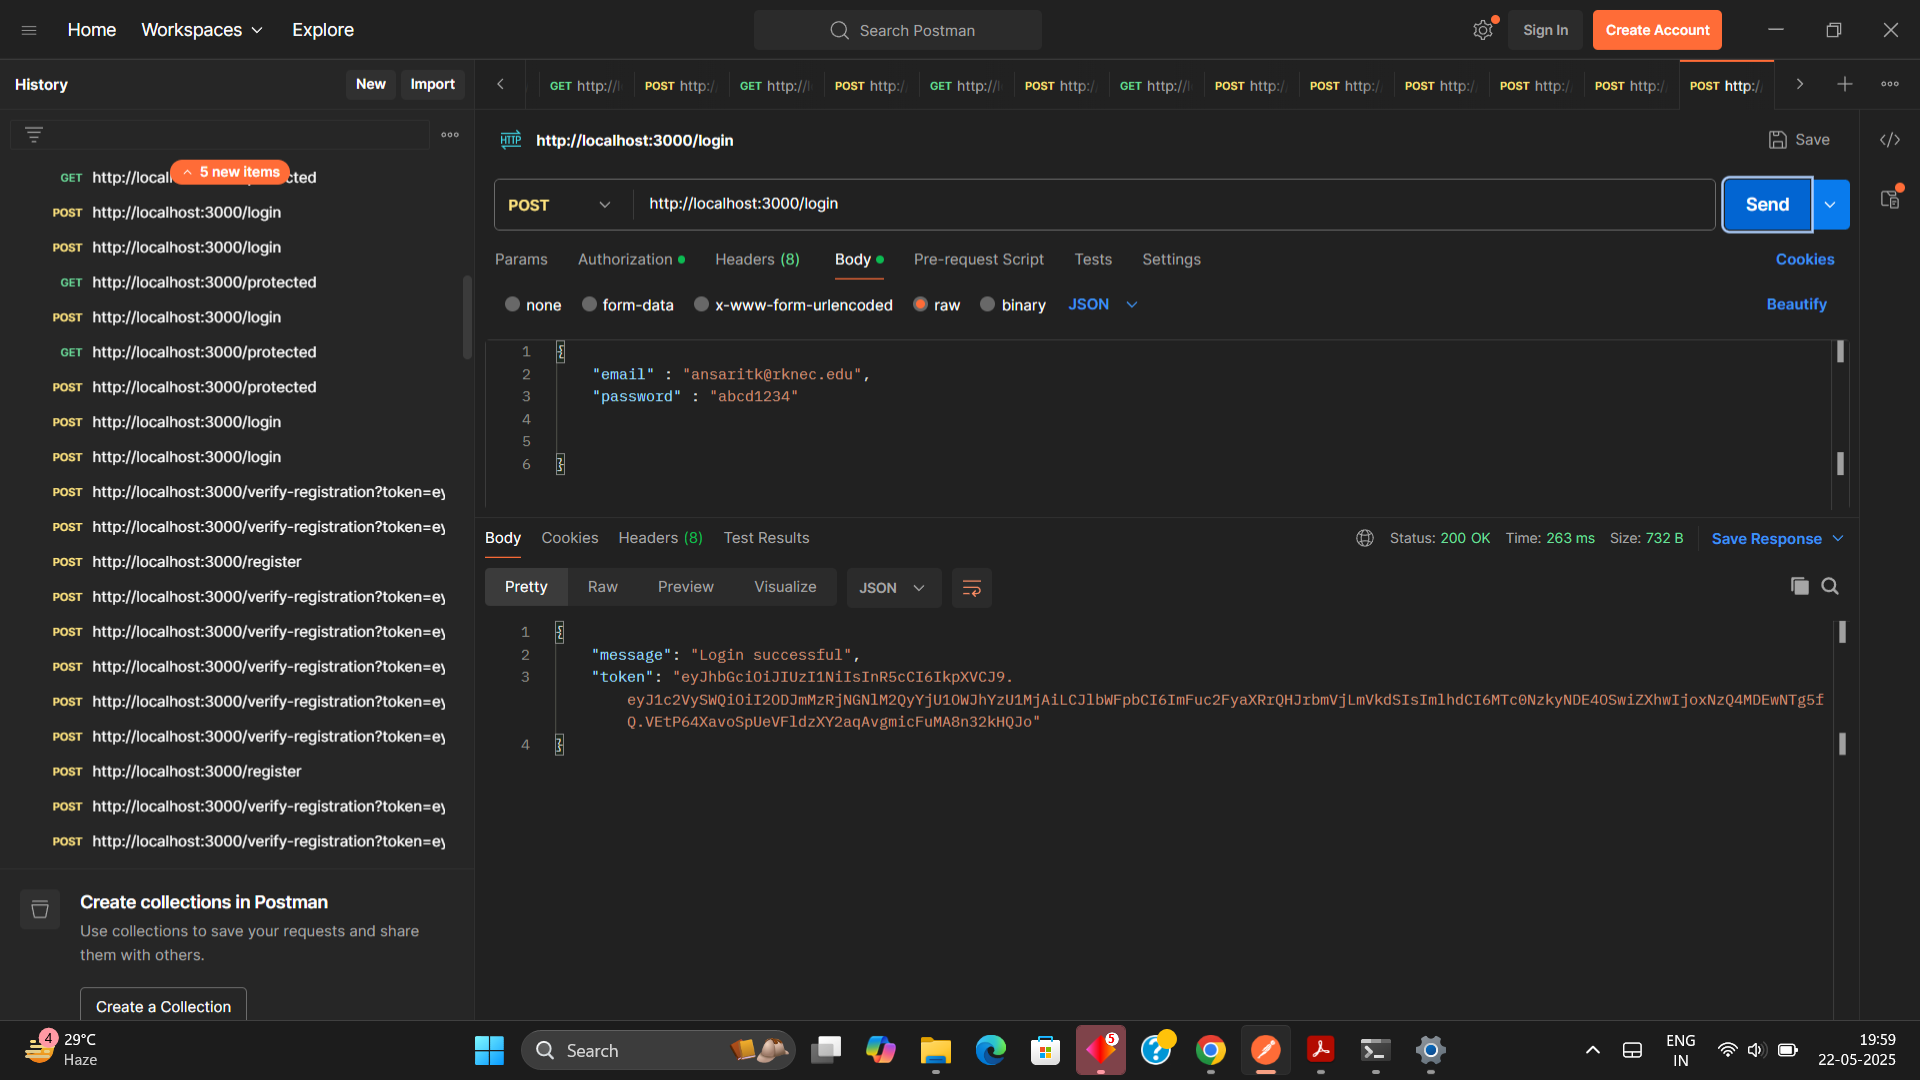 Home
Workspaces
Explore
Search Postman
Sign In
Create Account
History
New
Import
GET http://
POST http:/
GET http://
POST http:/
GET http://
POST http:/
GET http://
POST http:/
POST http:/
POST http:/
POST http:/
POST http:/
POST http:/
5 new items
GET http://local cted
POST http://localhost:3000/login
POST http://localhost:3000/login
GET http://localhost:3000/protected
POST http://localhost:3000/login
GET http://localhost:3000/protected
POST http://localhost:3000/protected
POST http://localhost:3000/login
POST http://localhost:3000/login
POST http://localhost:3000/verify-registration?token=ey
POST http://localhost:3000/verify-registration?token=ey
POST http://localhost:3000/register
POST http://localhost:3000/verify-registration?token=ey
POST http://localhost:3000/verify-registration?token=ey
POST http://localhost:3000/verify-registration?token=ey
POST http://localhost:3000/verify-registration?token=ey
POST http://localhost:3000/verify-registration?token=ey
POST http://localhost:3000/register
POST http://localhost:3000/verify-registration?token=ey
POST http://localhost:3000/verify-registration?token=ey
Create collections in Postman
Use collections to save your requests and share
them with others.
Create a Collection
HTTP http://localhost:3000/login
Save
POST
http://localhost:3000/login
Send
Params
Authorization
Headers (8)
Body
Pre-request Script
Tests
Settings
Cookies
none
form-data
x-www-form-urlencoded
raw
binary
JSON
Beautify
1 {
2 "email" : "ansaritk@rknec.edu",
3 "password" : "abcd1234"
4
5
6 }
Body
Cookies
Headers (8)
Test Results
Status: 200 OK
Time: 263 ms
Size: 732 B
Save Response
Pretty
Raw
Preview
Visualize
JSON
1 {
2 "message": "Login successful",
3 "token": "eyJhbGciOiJIUzI1NiIsInR5cCI6IkpXVCJ9.
eyJ1c2VySWQiOiI2ODJmMzRjNGNlM2QyYjU1OWJhYzU1MjAiLCJlbWFpbCI6ImFuc2FyaXRrQHJrbmVjLmVkdSIsImlhdCI6MTc0NzkyNDE4OSwiZXhwIjoxNzQ4MDEwNTg5f
Q.VEtP64XavoSpUeVFldzXY2aqAvgmicFuMA8n32kHQJo"
4 }
4
29°C
Haze
Search
5
ENG
IN
19:59
22-05-2025